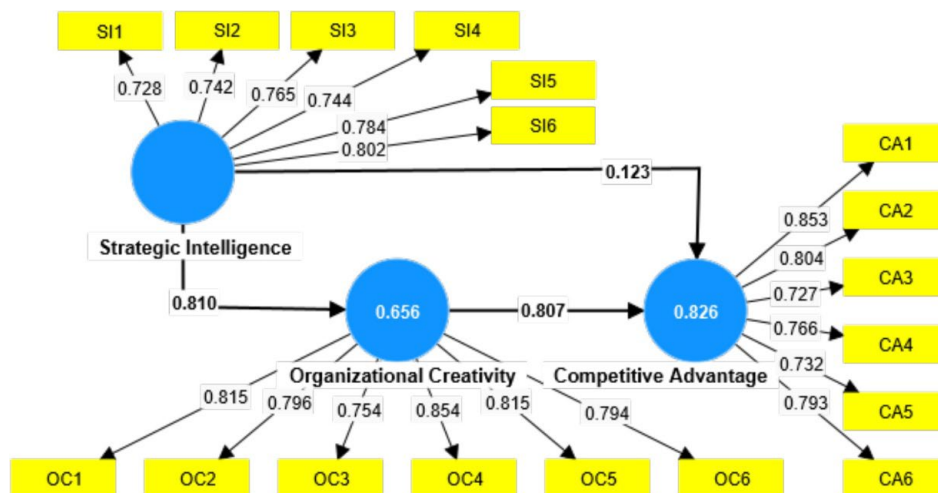 SI1
SI2
SI3
SI4
SI5
SI6
0.728
0.742
0.765
0.744
0.784
0.802
Strategic Intelligence
0.123
0.810
0.656
0.807
0.826
Organizational Creativity
Competitive Advantage
CA1
CA2
CA3
CA4
CA5
CA6
0.853
0.804
0.727
0.766
0.732
0.793
0.815
0.796
0.754
0.854
0.815
0.794
OC1
OC2
OC3
OC4
OC5
OC6